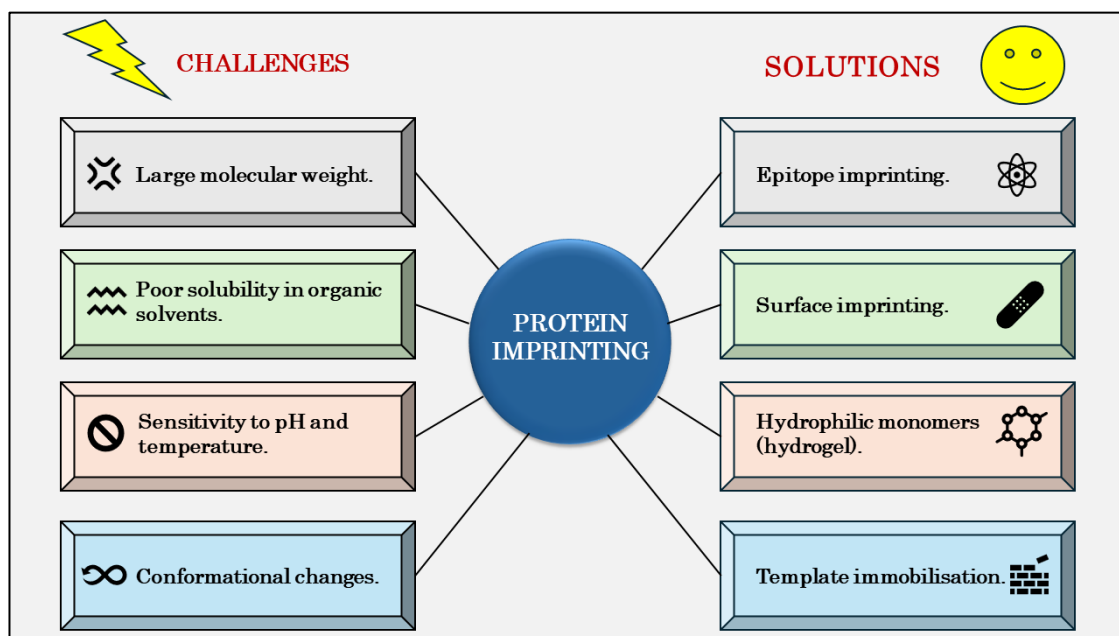 CHALLENGES
SOLUTIONS
Large molecular weight.
Poor solubility in organic
solvents.
Sensitivity to pH and
temperature.
Conformational changes.
PROTEIN
IMPRINTING
Epitope imprinting.
Surface imprinting.
Hydrophilic monomers
(hydrogel).
Template immobilisation.